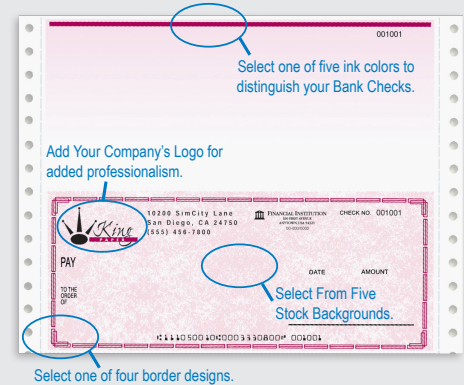 001001
Select one of five ink colors to
distinguish your Bank Checks.
Add Your Company's Logo for
added professionalism.
King
PAPER
10200 SimCity Lane
San Diego, CA 24750
(555) 456-7800
FINANCIAL INSTITUTION
CHECK NO. 001001
PAY
DATE
AMOUNT
TO THE
ORDER
OF
Select From Five
Stock Backgrounds.
Select one of four border designs.